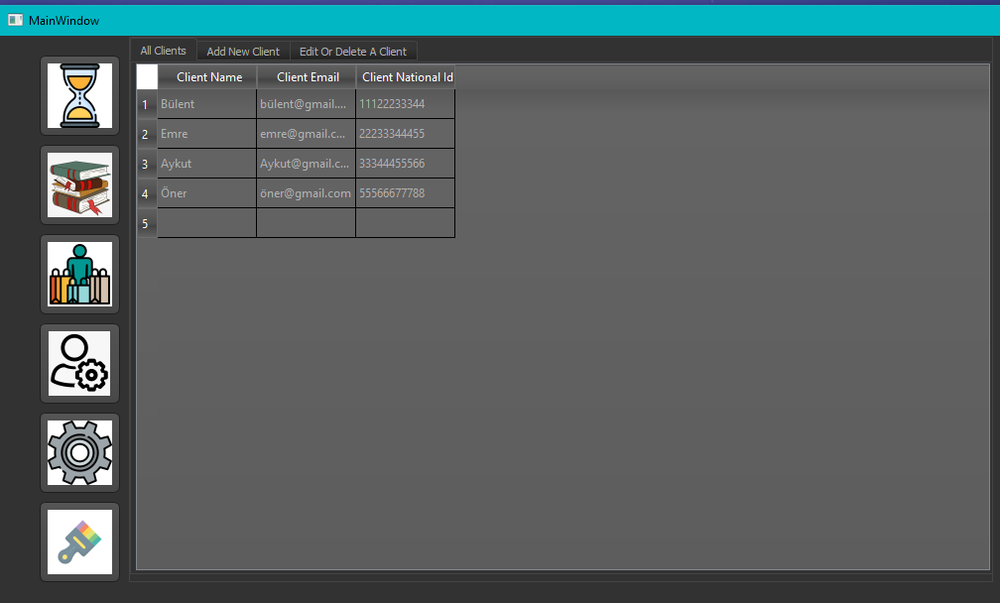 MainWindow
All Clients Add New Client Edit Or Delete A Client
Client Name Client Email Client National Id
1 Bülent bülent@gmail.... 11122233344
2 Emre emre@gmail.c... 22233344455
3 Aykut Aykut@gmail.c... 33344455566
4 Öner öner@gmail.com 55566677788
5